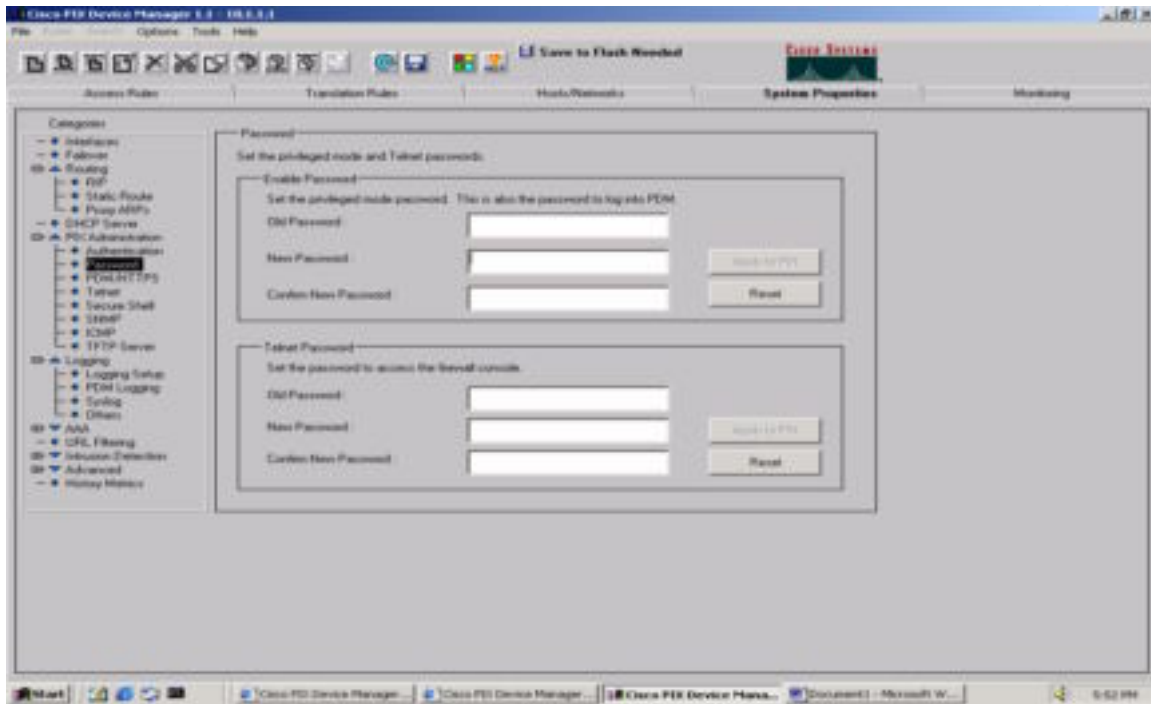 Cisco PIX Device Manager 1.1 - 10.1.1.1
File Rules Search Options Tools Help
Save to Flash Needed
CISCO SYSTEMS
Access Rules
Translation Rules
Hosts/Networks
System Properties
Monitoring
Categories
Interfaces
Failover
Routing
RIP
Static Route
Proxy ARPs
DHCP Server
PIX Administration
Authentication
Password
PDM/HTTPS
Telnet
Secure Shell
SNMP
ICMP
TFTP Server
Logging
Logging Setup
PDM Logging
Syslog
Others
AAA
URL Filtering
Intrusion Detection
Advanced
History Metrics
Password
Set the privileged mode and Telnet passwords.
Enable Password
Set the privileged mode password. This is also the password to log into PDM.
Old Password:
New Password:
Apply to PIX
Confirm New Password:
Reset
Telnet Password
Set the password to access the firewall console.
Old Password:
New Password:
Apply to PIX
Confirm New Password:
Reset
Start
Cisco PIX Device Manager ...
Cisco PIX Device Manager ...
Cisco PIX Device Mana...
Document1 - Microsoft W...
5:52 PM